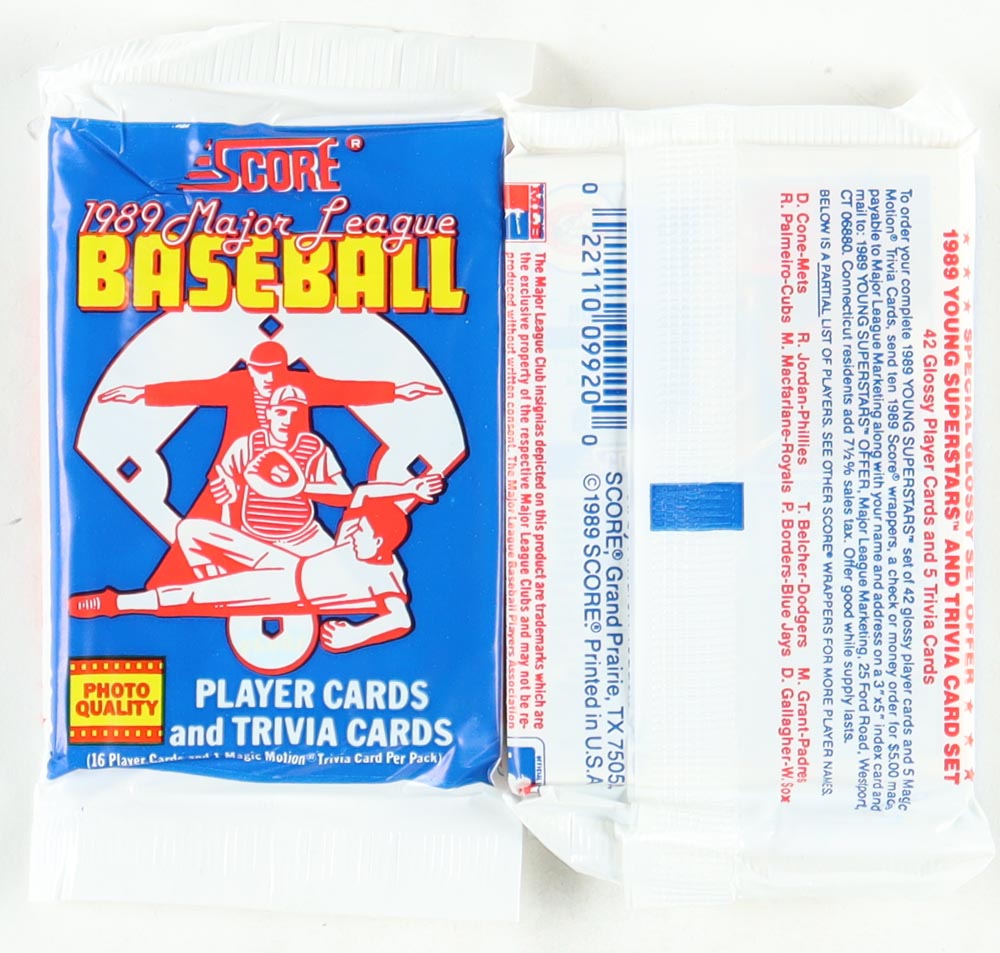 SCORE®
1989 Major League
BASEBALL
PHOTO
QUALITY
PLAYER CARDS
and TRIVIA CARDS
(16 Player Cards and 1 Magic Motion® Trivia Card Per Pack)
★ ★ ★ SPECIAL GLOSSY SET OFFER ★ ★ ★
1989 YOUNG SUPERSTARS™ AND TRIVIA CARD SET
42 Glossy Player Cards and 5 Trivia Cards
To order your complete 1989 YOUNG SUPERSTARS™ set of 42 glossy player cards and 5 Magic
Motion® Trivia Cards, send ten 1989 Score® wrappers, a check or money order for $5.00 made
payable to Major League Marketing along with your name and address on a 3" x5" index card and
mail to: 1989 YOUNG SUPERSTARS™ OFFER, Major League Marketing, 25 Ford Road, Westport,
CT 06880. Connecticut residents add 7½% sales tax. Offer good while supply lasts.
BELOW IS A PARTIAL LIST OF PLAYERS. SEE OTHER SCORE® WRAPPERS FOR MORE PLAYER NAMES.
D. Cone-Mets R. Jordan-Phillies T. Belcher-Dodgers M. Grant-Padres
R. Palmeiro-Cubs M. Macfarlane-Royals P. Borders-Blue Jays D. Gallagher-W. Sox
SCORE® Grand Prairie, TX 7505
©1989 SCORE® Printed in U.S.A
0 22110 09920 0
The Major League Club insignias depicted on this product are trademarks which are
the exclusive property of the respective Major League Clubs and may not be re-
produced without written consent. The Major League Baseball Players Association